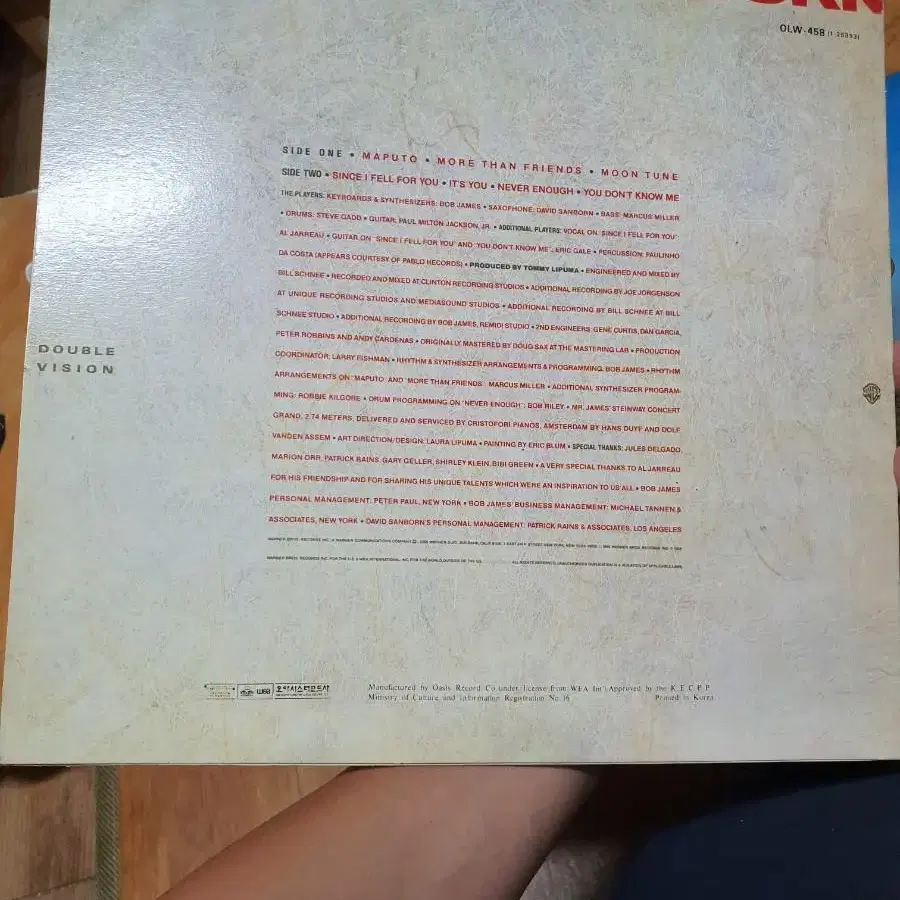 OLW-458 (1-25393)
SIDE ONE • MAPUTO • MORE THAN FRIENDS • MOON TUNE
SIDE TWO • SINCE I FELL FOR YOU • IT'S YOU • NEVER ENOUGH • YOU DON'T KNOW ME
THE PLAYERS: KEYBOARDS & SYNTHESIZERS: BOB JAMES • SAXOPHONE: DAVID SANBORN • BASS: MARCUS MILLER
• DRUMS: STEVE GADD • GUITAR: PAUL MILTON JACKSON, JR. • ADDITIONAL PLAYERS: VOCAL ON "SINCE I FELL FOR YOU"
AL JARREAU • GUITAR ON "SINCE I FELL FOR YOU" AND "YOU DON'T KNOW ME", ERIC GALE • PERCUSSION: PAULINHO
DA COSTA (APPEARS COURTESY OF PABLO RECORDS) • PRODUCED BY TOMMY LIPUMA • ENGINEERED AND MIXED BY
BILL SCHNEE • RECORDED AND MIXED AT CLINTON RECORDING STUDIOS • ADDITIONAL RECORDING BY JOE JORGENSON
AT UNIQUE RECORDING STUDIOS AND MEDIASOUND STUDIOS • ADDITIONAL RECORDING BY BILL SCHNEE AT BILL
SCHNEE STUDIO • ADDITIONAL RECORDING BY BOB JAMES, REMIDI STUDIO • 2ND ENGINEERS: GENE CURTIS, DAN GARCIA,
PETER ROBBINS AND ANDY CARDENAS • ORIGINALLY MASTERED BY DOUG SAX AT THE MASTERING LAB • PRODUCTION
COORDINATOR: LARRY FISHMAN • RHYTHM & SYNTHESIZER ARRANGEMENTS & PROGRAMMING: BOB JAMES • RHYTHM
ARRANGEMENTS ON "MAPUTO" AND "MORE THAN FRIENDS": MARCUS MILLER • ADDITIONAL SYNTHESIZER PROGRAM-
MING: ROBBIE KILGORE • DRUM PROGRAMMING ON "NEVER ENOUGH": BOB RILEY • MR. JAMES' STEINWAY CONCERT
GRAND, 2.74 METERS, DELIVERED AND SERVICED BY CRISTOFORI PIANOS, AMSTERDAM BY HANS DUYF AND DOLF
VANDEN ASSEM • ART DIRECTION/DESIGN: LAURA LIPUMA • PAINTING BY ERIC BLUM • SPECIAL THANKS: JULES DELGADO,
MARION ORR, PATRICK RAINS, GARY GELLER, SHIRLEY KLEIN, BIBI GREEN • A VERY SPECIAL THANKS TO AL JARREAU
FOR HIS FRIENDSHIP AND FOR SHARING HIS UNIQUE TALENTS WHICH WERE AN INSPIRATION TO US ALL • BOB JAMES
PERSONAL MANAGEMENT: PETER PAUL, NEW YORK • BOB JAMES' BUSINESS MANAGEMENT: MICHAEL TANNEN &
ASSOCIATES, NEW YORK • DAVID SANBORN'S PERSONAL MANAGEMENT: PATRICK RAINS & ASSOCIATES, LOS ANGELES
DOUBLE
VISION
wea 오아시스레코드사
Manufactured by Oasis Record Co under license from WEA Int'l Approved by the K.E.C.P.P.
Ministry of Culture and Information Registration No. 16 Printed in Korea